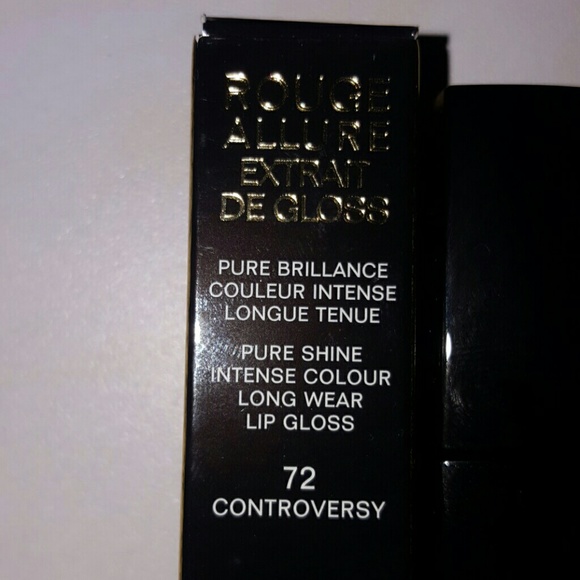 ROUGE
ALLURE
EXTRAIT
DE GLOSS
PURE BRILLANCE
COULEUR INTENSE
LONGUE TENUE
PURE SHINE
INTENSE COLOUR
LONG WEAR
LIP GLOSS
72
CONTROVERSY